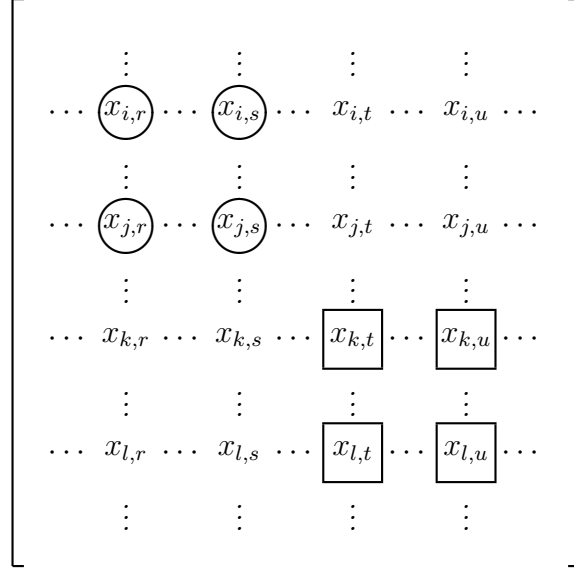 ⋮ ⋮ ⋮ ⋮
⋯ x_{i,r} ⋯ x_{i,s} ⋯ x_{i,t} ⋯ x_{i,u} ⋯
⋮ ⋮ ⋮ ⋮
⋯ x_{j,r} ⋯ x_{j,s} ⋯ x_{j,t} ⋯ x_{j,u} ⋯
⋮ ⋮ ⋮ ⋮
⋯ x_{k,r} ⋯ x_{k,s} ⋯ x_{k,t} ⋯ x_{k,u} ⋯
⋮ ⋮ ⋮ ⋮
⋯ x_{l,r} ⋯ x_{l,s} ⋯ x_{l,t} ⋯ x_{l,u} ⋯
⋮ ⋮ ⋮ ⋮